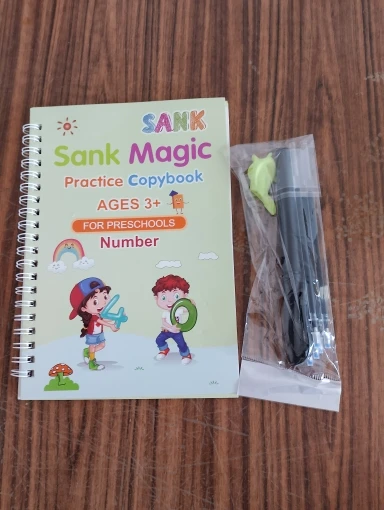 SANK
Sank Magic
Practice Copybook
AGES 3+
FOR PRESCHOOLS
Number
4
0